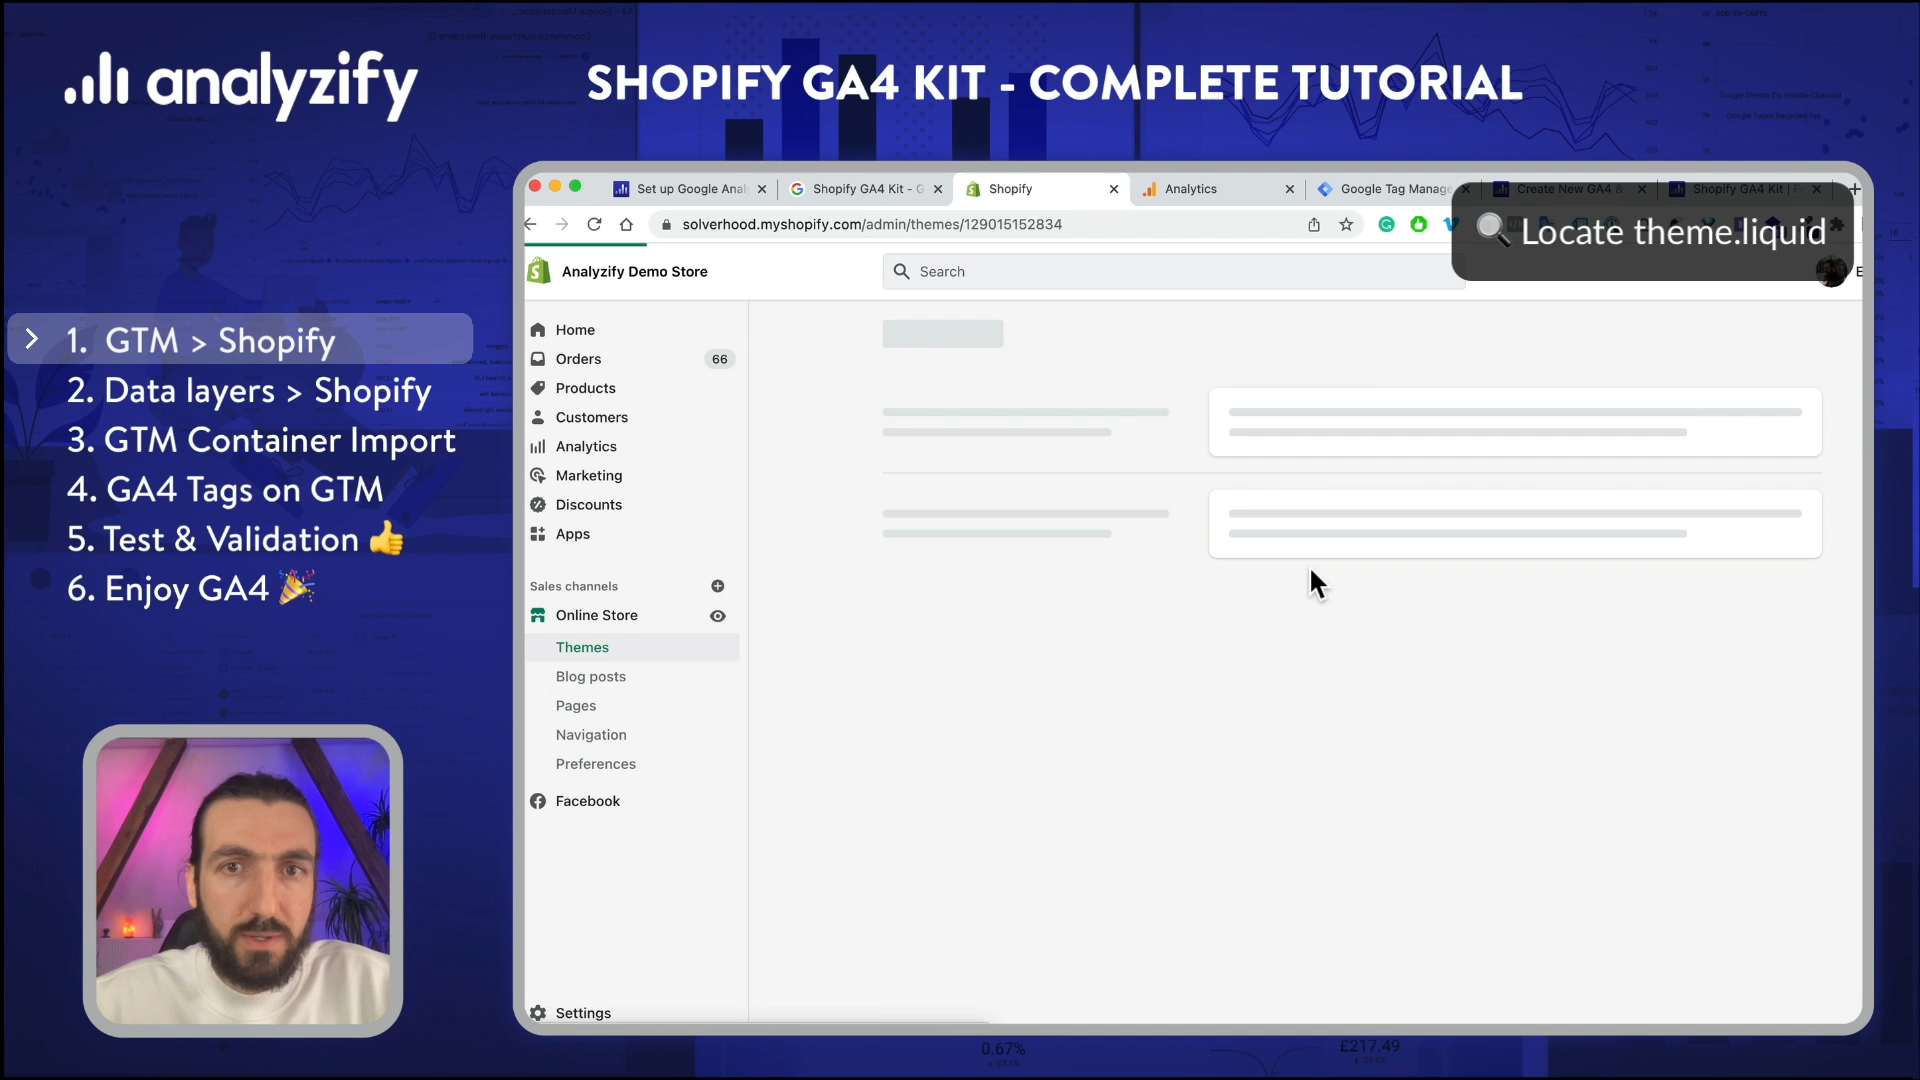 analyzify
SHOPIFY GA4 KIT - COMPLETE TUTORIAL
1. GTM > Shopify
2. Data layers > Shopify
3. GTM Container Import
4. GA4 Tags on GTM
5. Test & Validation 👍
6. Enjoy GA4 🎉
Set up Google Anal
Shopify GA4 Kit - G
Shopify
Analytics
Google Tag Manage
Create New GA4 &
Shopify GA4 Kit |
solverhood.myshopify.com/admin/themes/129015152834
🔍 Locate theme.liquid
Analyzify Demo Store
Search
E
Home
Orders 66
Products
Customers
Analytics
Marketing
Discounts
Apps
Sales channels
Online Store
Themes
Blog posts
Pages
Navigation
Preferences
Facebook
Settings
0.67%
£217.49